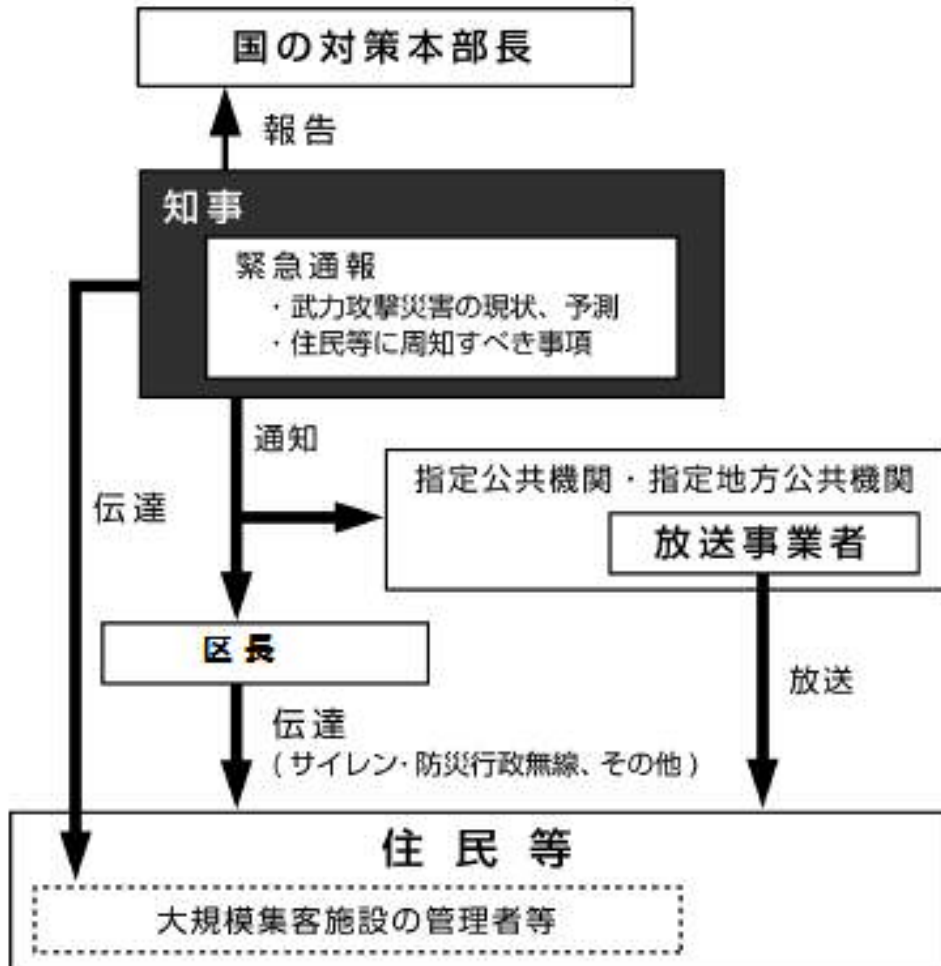 国の対策本部長
報告
知事
緊急通報
・武力攻撃災害の現状、予測
・住民等に周知すべき事項
通知
指定公共機関・指定地方公共機関
放送事業者
伝達
区長
放送
伝達
(サイレン・防災行政無線、その他)
住民等
大規模集客施設の管理者等